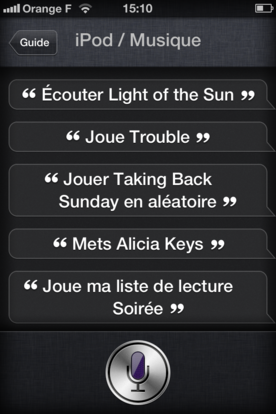 Orange F 15:10
Guide iPod / Musique
“ Écouter Light of the Sun ”
“ Joue Trouble ”
“ Jouer Taking Back
Sunday en aléatoire ”
“ Mets Alicia Keys ”
“ Joue ma liste de lecture
Soirée ”